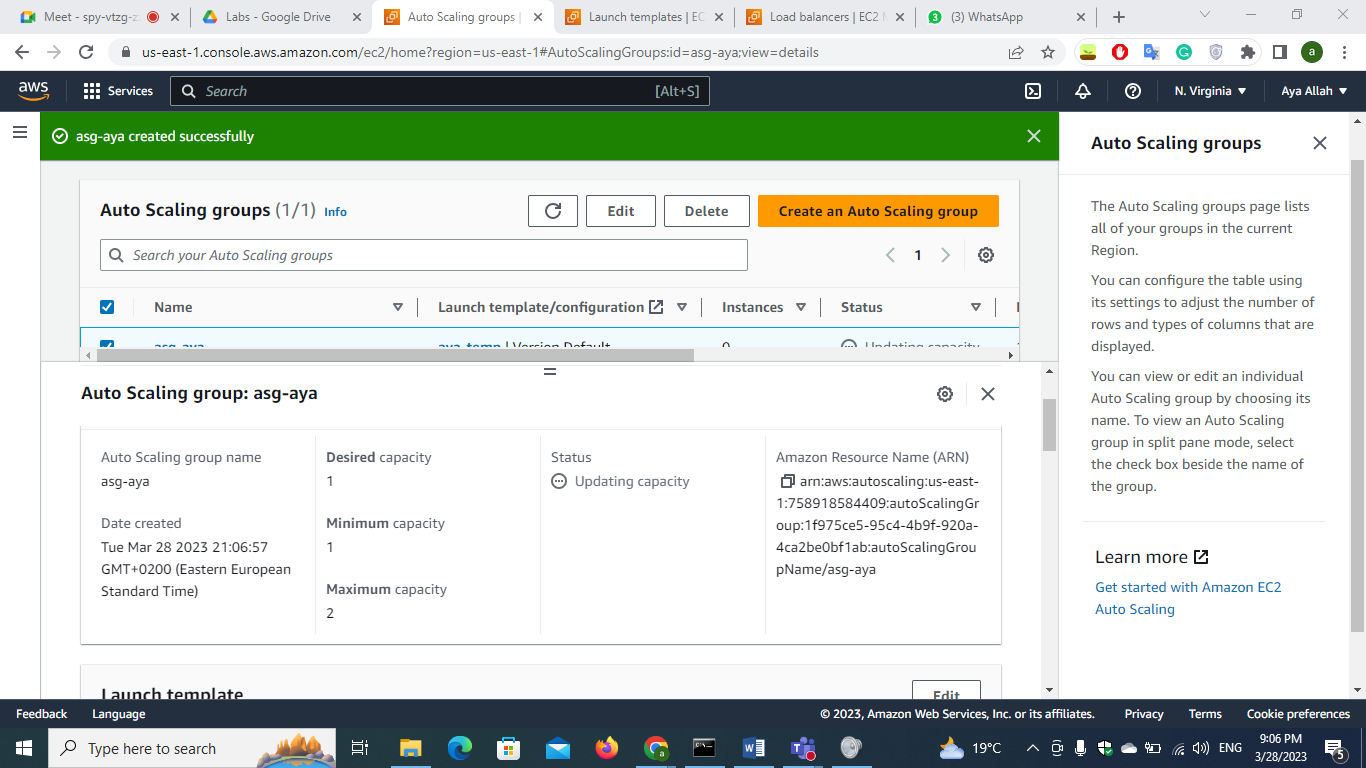 Meet - spy-vtzg-z
Labs - Google Drive
Auto Scaling groups |
Launch templates | EC
Load balancers | EC2 M
(3) WhatsApp
us-east-1.console.aws.amazon.com/ec2/home?region=us-east-1#AutoScalingGroups:id=asg-aya;view=details
a
aws
Services
Search
[Alt+S]
N. Virginia
Aya Allah
asg-aya created successfully
Auto Scaling groups (1/1) Info
Edit
Delete
Create an Auto Scaling group
Search your Auto Scaling groups
1
Name
Launch template/configuration
Instances
Status
asg-aya
aya-temp | Version Default
0
Updating capacity
Auto Scaling group: asg-aya
Auto Scaling group name
asg-aya
Date created
Tue Mar 28 2023 21:06:57
GMT+0200 (Eastern European
Standard Time)
Desired capacity
1
Minimum capacity
1
Maximum capacity
2
Status
Updating capacity
Amazon Resource Name (ARN)
arn:aws:autoscaling:us-east-
1:758918584409:autoScalingGr
oup:1f975ce5-95c4-4b9f-920a-
4ca2be0bf1ab:autoScalingGrou
pName/asg-aya
Launch template
Edit
Auto Scaling groups
The Auto Scaling groups page lists
all of your groups in the current
Region.
You can configure the table using
its settings to adjust the number of
rows and types of columns that are
displayed.
You can view or edit an individual
Auto Scaling group by choosing its
name. To view an Auto Scaling
group in split pane mode, select
the check box beside the name of
the group.
Learn more
Get started with Amazon EC2
Auto Scaling
Feedback
Language
© 2023, Amazon Web Services, Inc. or its affiliates.
Privacy
Terms
Cookie preferences
Type here to search
19°C
ENG
9:06 PM
3/28/2023
5